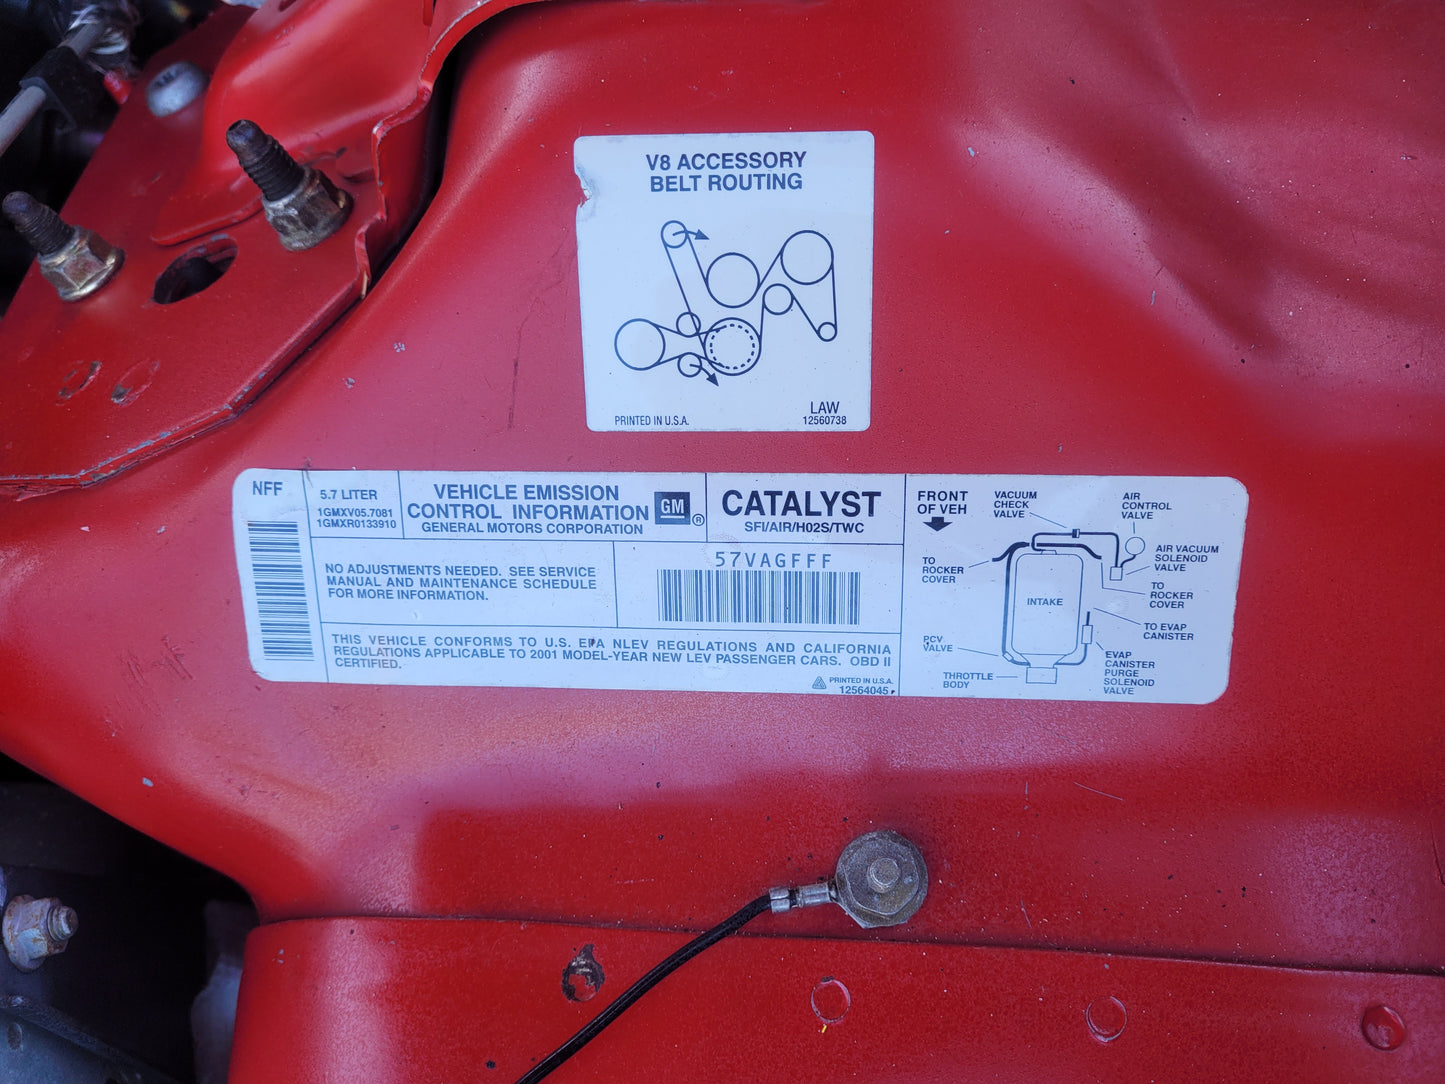 V8 ACCESSORY
BELT ROUTING
PRINTED IN U.S.A.
LAW
12560738
NFF
5.7 LITER
1GMXV05.7081
1GMXR0133910
VEHICLE EMISSION
CONTROL INFORMATION
GENERAL MOTORS CORPORATION
GM
®
CATALYST
SFI/AIR/H02S/TWC
NO ADJUSTMENTS NEEDED. SEE SERVICE
MANUAL AND MAINTENANCE SCHEDULE
FOR MORE INFORMATION.
57VAGFFF
THIS VEHICLE CONFORMS TO U.S. EPA NLEV REGULATIONS AND CALIFORNIA
REGULATIONS APPLICABLE TO 2001 MODEL-YEAR NEW LEV PASSENGER CARS. OBD II
CERTIFIED.
PRINTED IN U.S.A.
12564045
FRONT
OF VEH
VACUUM
CHECK
VALVE
AIR
CONTROL
VALVE
TO
ROCKER
COVER
AIR VACUUM
SOLENOID
VALVE
TO
ROCKER
COVER
INTAKE
TO EVAP
CANISTER
PCV
VALVE
EVAP
CANISTER
PURGE
SOLENOID
VALVE
THROTTLE
BODY